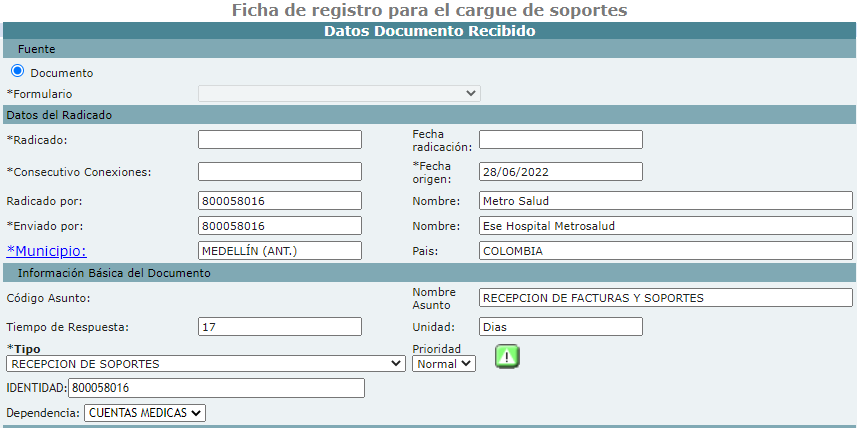 Ficha de registro para el cargue de soportes
Datos Documento Recibido
Fuente
Documento
*Formulario
Datos del Radicado
*Radicado:
Fecha
radicación:
*Consecutivo Conexiones:
*Fecha
origen: 28/06/2022
Radicado por: 800058016 Nombre: Metro Salud
*Enviado por: 800058016 Nombre: Ese Hospital Metrosalud
*Municipio: MEDELLÍN (ANT.) Pais: COLOMBIA
Información Básica del Documento
Código Asunto:
Nombre
Asunto RECEPCION DE FACTURAS Y SOPORTES
Tiempo de Respuesta: 17 Unidad: Dias
*Tipo Prioridad
RECEPCION DE SOPORTES Normal !
IDENTIDAD: 800058016
Dependencia: CUENTAS MEDICAS